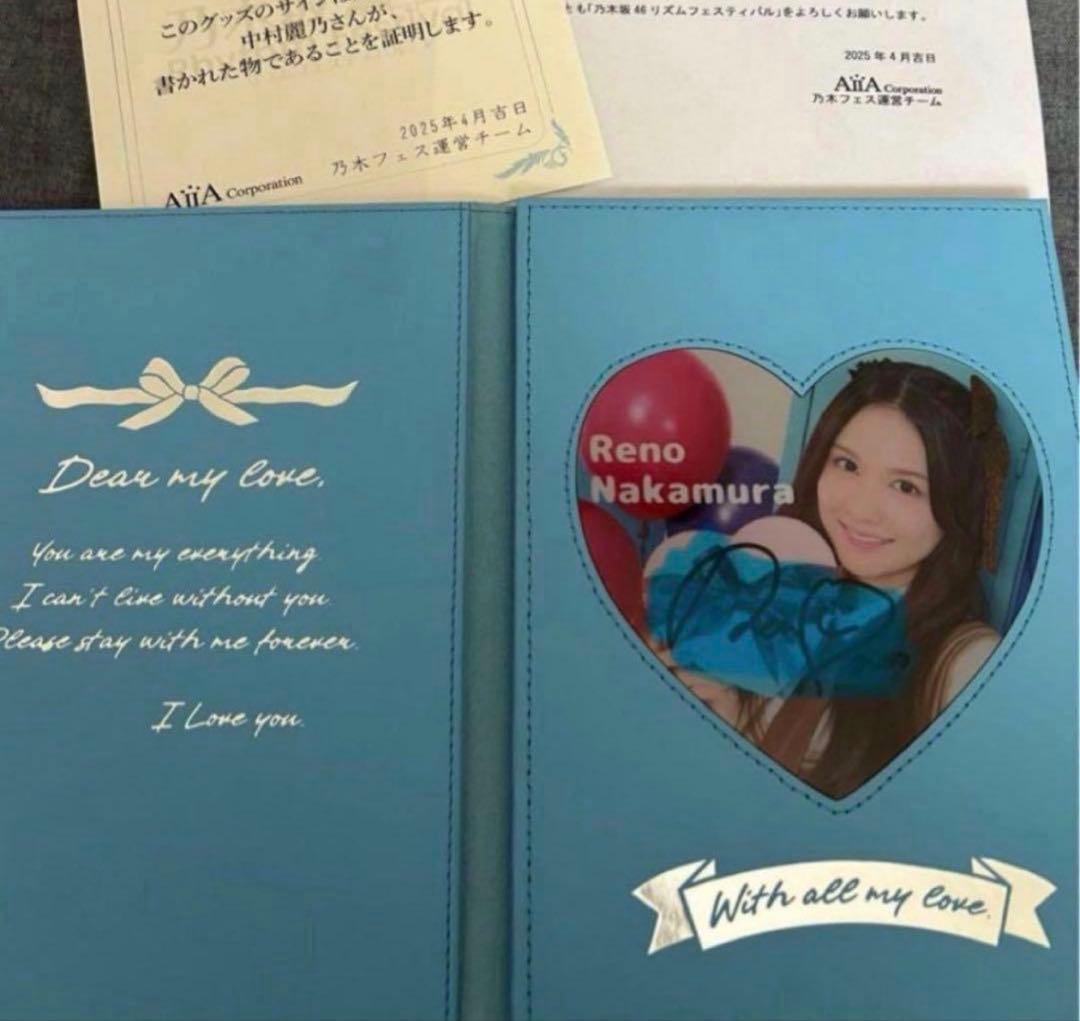 このグッズのサインは
中村麗乃さんが、
書かれた物であることを証明します。
2025年4月吉日
乃木フェス運営チーム
AiiA Corporation
とも「乃木坂46リズムフェスティバル」をよろしくお願いします。
2025年4月吉日
AiiA Corporation
乃木フェス運営チーム
Dear my love,
You are my everything
I can't live without you
Please stay with me forever.
I Love you.
Reno
Nakamura
With all my love.